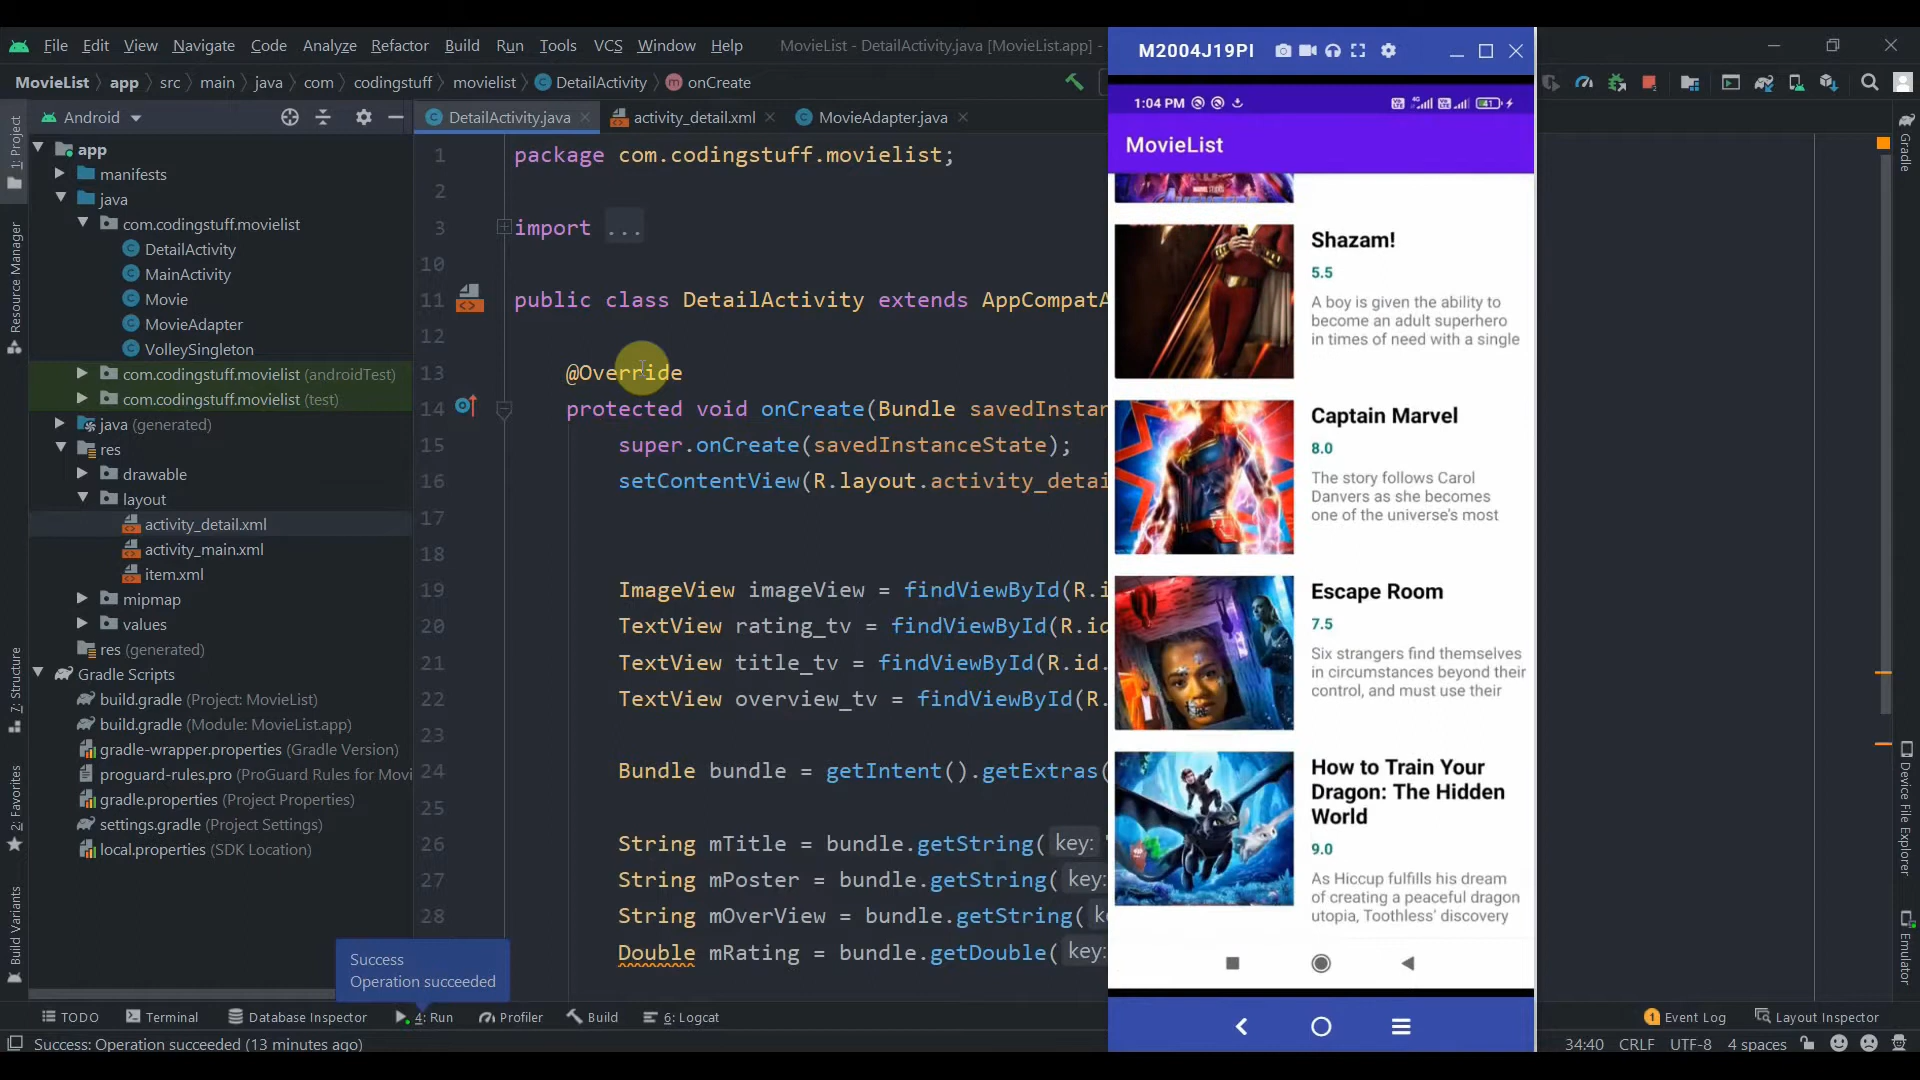 File Edit View Navigate Code Analyze Refactor Build Run Tools VCS Window Help MovieList - DetailActivity.java [MovieList.app] -
MovieList app src main java com codingstuff movielist DetailActivity onCreate
Android
DetailActivity.java activity_detail.xml MovieAdapter.java
1: Project
Resource Manager
7: Structure
2: Favorites
Build Variants
app
manifests
java
com.codingstuff.movielist
DetailActivity
MainActivity
Movie
MovieAdapter
VolleySingleton
com.codingstuff.movielist (androidTest)
com.codingstuff.movielist (test)
java (generated)
res
drawable
layout
activity_detail.xml
activity_main.xml
item.xml
mipmap
values
res (generated)
Gradle Scripts
build.gradle (Project: MovieList)
build.gradle (Module: MovieList.app)
gradle-wrapper.properties (Gradle Version)
proguard-rules.pro (ProGuard Rules for Movi
gradle.properties (Project Properties)
settings.gradle (Project Settings)
local.properties (SDK Location)
1 package com.codingstuff.movielist;
2
3 import ...
10
11 public class DetailActivity extends AppCompatA
12
13 @Override
14 protected void onCreate(Bundle savedInstan
15 super.onCreate(savedInstanceState);
16 setContentView(R.layout.activity_detai
17
18
19 ImageView imageView = findViewById(R.i
20 TextView rating_tv = findViewById(R.id
21 TextView title_tv = findViewById(R.id.
22 TextView overview_tv = findViewById(R.
23
24 Bundle bundle = getIntent().getExtras(
25
26 String mTitle = bundle.getString( key:
27 String mPoster = bundle.getString( key:
28 String mOverView = bundle.getString( k
Double mRating = bundle.getDouble( key:
Success
Operation succeeded
M2004J19PI
1:04 PM 41
MovieList
MARVEL STUDIOS
Shazam!
5.5
A boy is given the ability to
become an adult superhero
in times of need with a single
Captain Marvel
8.0
The story follows Carol
Danvers as she becomes
one of the universe's most
Escape Room
7.5
Six strangers find themselves
in circumstances beyond their
control, and must use their
How to Train Your
Dragon: The Hidden
World
9.0
As Hiccup fulfills his dream
of creating a peaceful dragon
utopia, Toothless' discovery
Gradle
Device File Explorer
Emulator
TODO Terminal Database Inspector 4: Run Profiler Build 6: Logcat 1 Event Log Layout Inspector
Success: Operation succeeded (13 minutes ago) 34:40 CRLF UTF-8 4 spaces